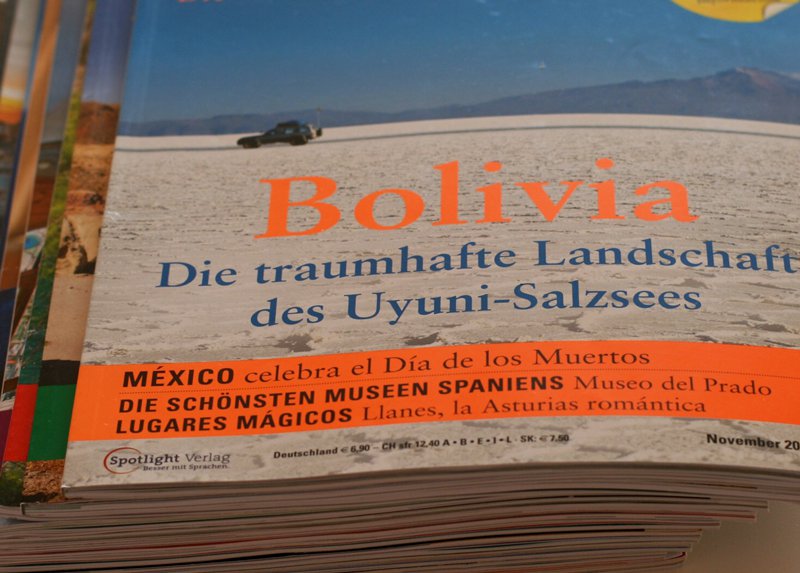 Bolivia
Die traumhafte Landschaft
des Uyuni-Salzsees
MÉXICO celebra el Día de los Muertos
DIE SCHÖNSTEN MUSEEN SPANIENS Museo del Prado
LUGARES MÁGICOS Llanes, la Asturias romántica
Spotlight Verlag
Besser mit Sprachen.
Deutschland € 6,90 – CH sfr 12,40 A • B • E • I • L • SK: € 7,50
November